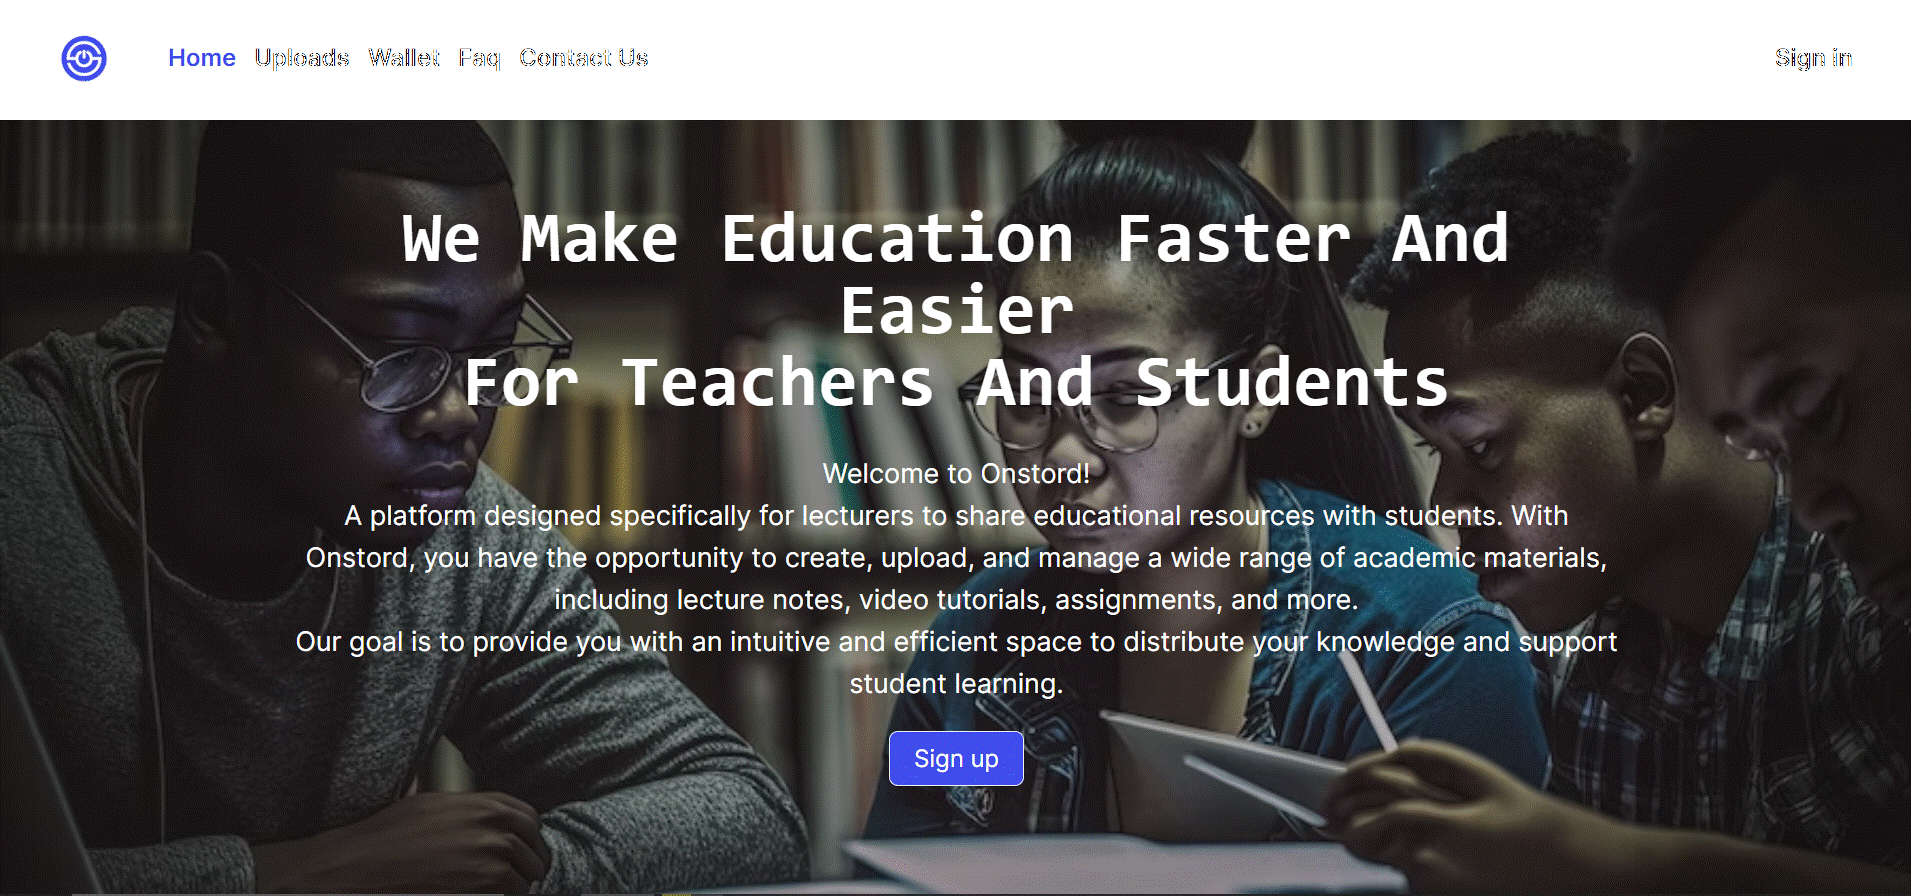 Home Uploads Wallet Faq Contact Us Sign in
We Make Education Faster And
Easier
For Teachers And Students
Welcome to Onstord!
A platform designed specifically for lecturers to share educational resources with students. With
Onstord, you have the opportunity to create, upload, and manage a wide range of academic materials,
including lecture notes, video tutorials, assignments, and more.
Our goal is to provide you with an intuitive and efficient space to distribute your knowledge and support
student learning.
Sign up